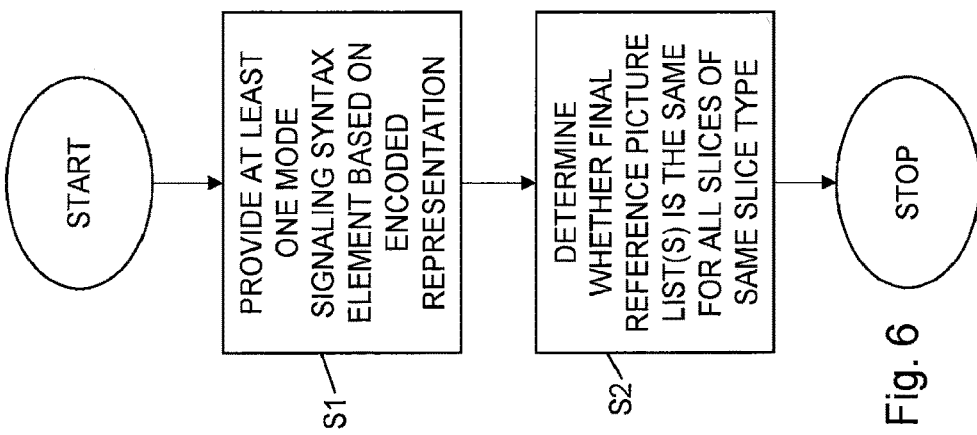 START
S1
PROVIDE AT LEAST
ONE MODE
SIGNALING SYNTAX
ELEMENT BASED ON
ENCODED
REPRESENTATION
S2
DETERMINE
WHETHER FINAL
REFERENCE PICTURE
LIST(S) IS THE SAME
FOR ALL SLICES OF
SAME SLICE TYPE
STOP
Fig. 6